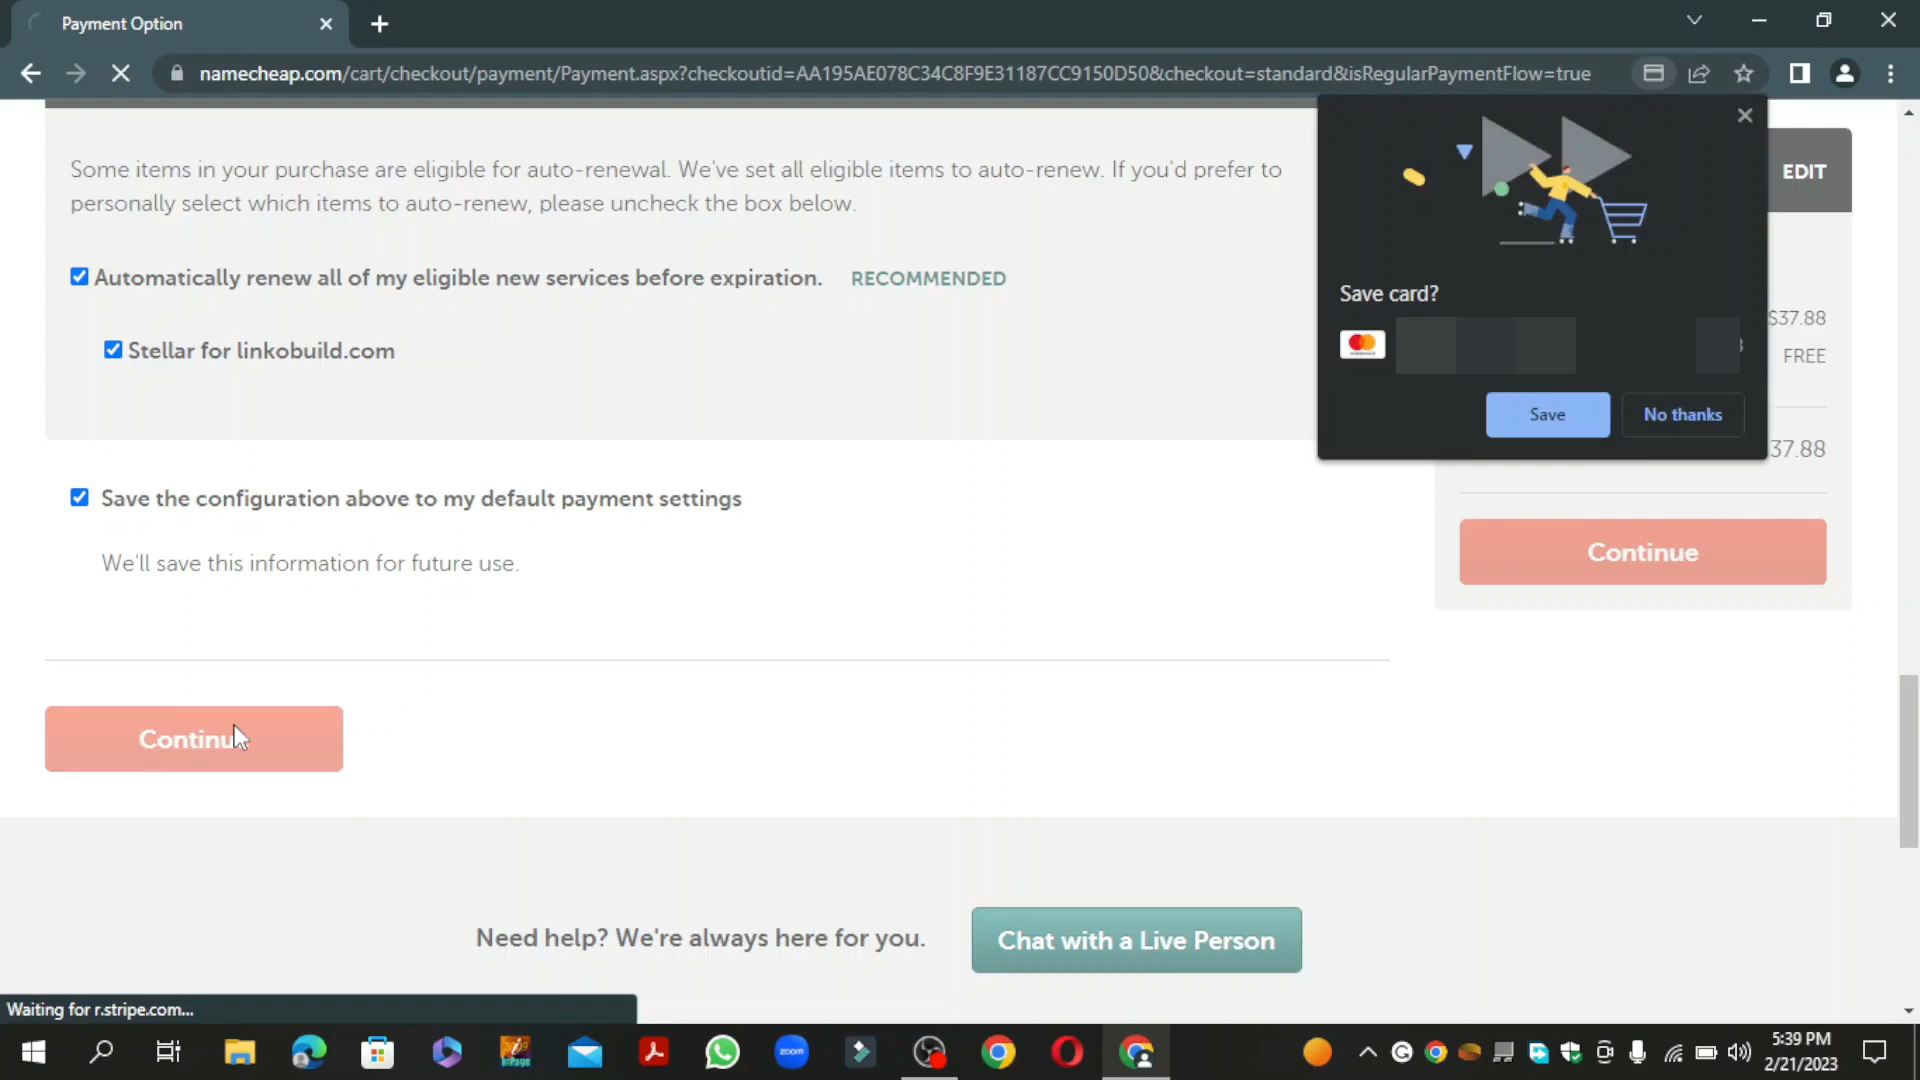 Payment Option
namecheap.com/cart/checkout/payment/Payment.aspx?checkoutid=AA195AE078C34C8F9E31187CC9150D50&checkout=standard&isRegularPaymentFlow=true
Some items in your purchase are eligible for auto-renewal. We've set all eligible items to auto-renew. If you'd prefer to
personally select which items to auto-renew, please uncheck the box below.
Automatically renew all of my eligible new services before expiration. RECOMMENDED
Stellar for linkobuild.com
Save the configuration above to my default payment settings
We'll save this information for future use.
Continu
Save card?
Save
No thanks
EDIT
$37.88
FREE
37.88
Continue
Need help? We're always here for you.
Chat with a Live Person
Waiting for r.stripe.com...
zoom
5:39 PM
2/21/2023